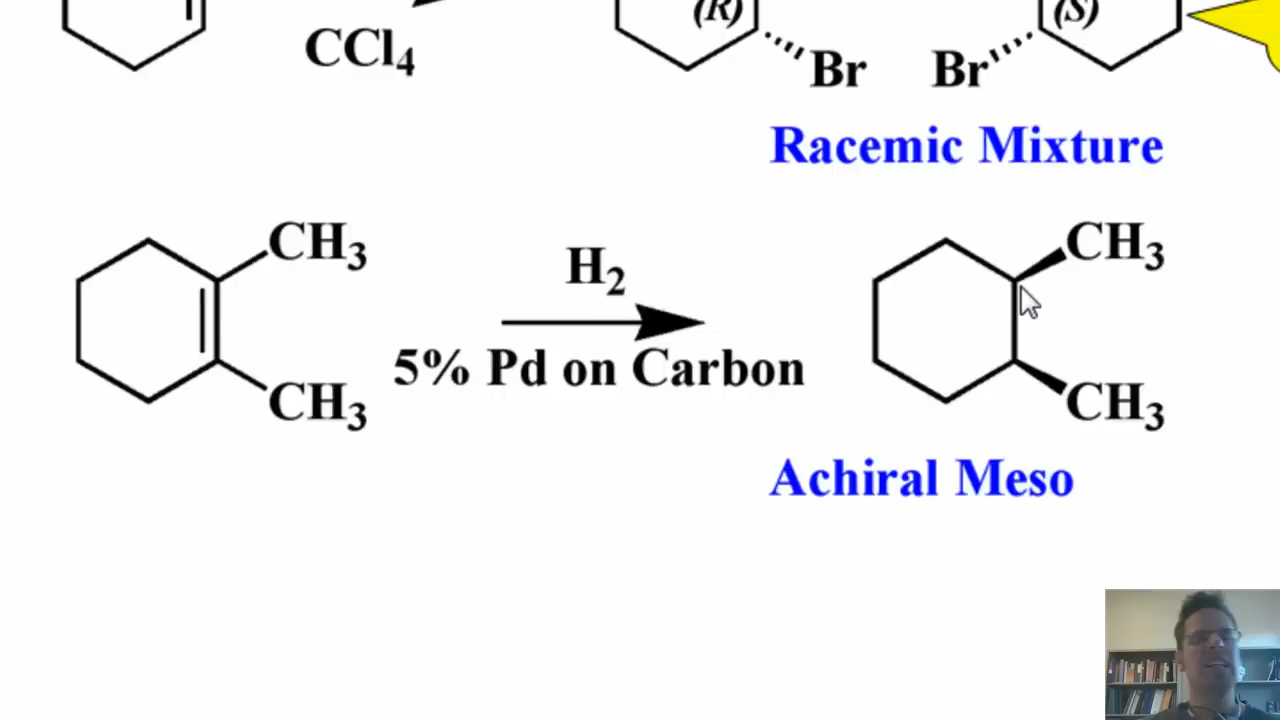 (R)
(S)
CCl4
Br
Br
Racemic Mixture
CH3
H2
CH3
5% Pd on Carbon
CH3
CH3
Achiral Meso